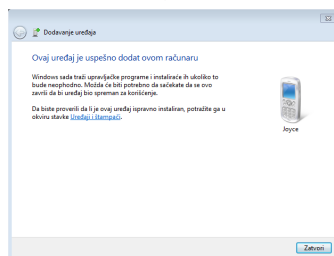 Dodavanje uređaja
Ovaj uređaj je uspešno dodat ovom računaru
Windows sada traži upravljačke programe i instaliraće ih ukoliko to
bude neophodno. Možda će biti potrebno da sačekate da se ovo
završi da bi uređaj bio spreman za korišćenje.
Da biste proverili da li je ovaj uređaj ispravno instaliran, potražite ga u
okviru stavke Uređaji i štampači.
Joyce
Zatvori